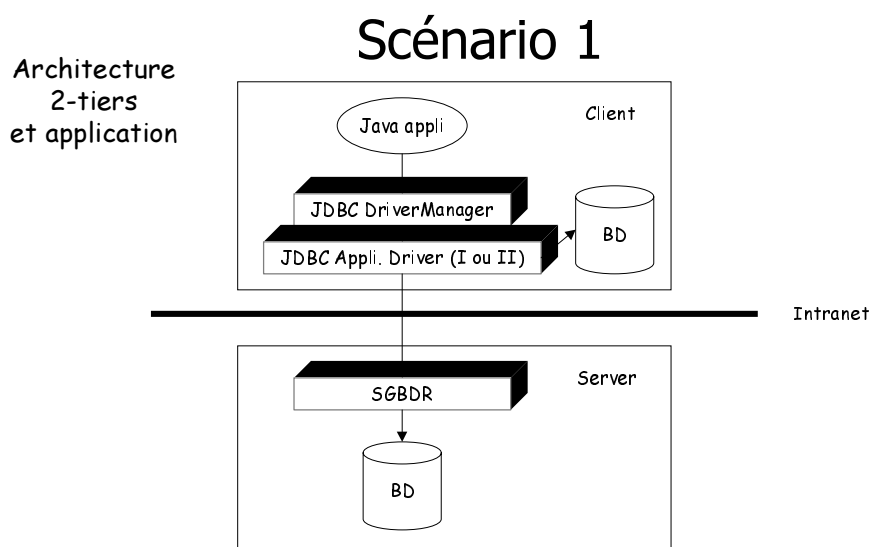 Scénario 1
Architecture
2-tiers
et application
Client
Java appli
JDBC DriverManager
BD
JDBC Appli. Driver (I ou II)
Intranet
Server
SGBDR
BD